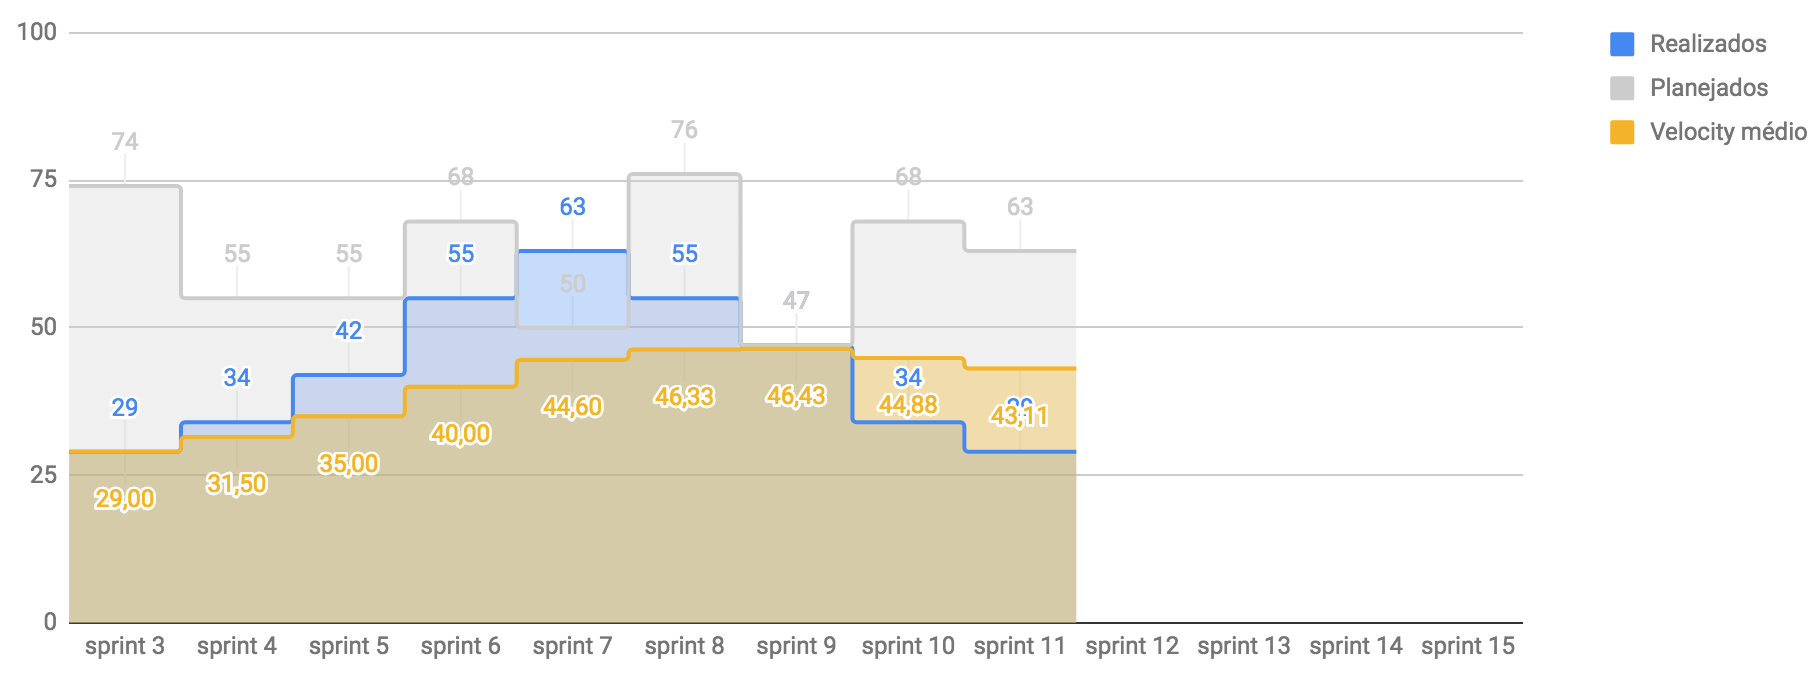 100
75
50
25
0
74
55
55
68
50
76
47
68
63
29
34
42
55
63
55
34
29
29,00
31,50
35,00
40,00
44,60
46,33
46,43
44,88
43,11
sprint 3
sprint 4
sprint 5
sprint 6
sprint 7
sprint 8
sprint 9
sprint 10
sprint 11
sprint 12
sprint 13
sprint 14
sprint 15
Realizados
Planejados
Velocity médio